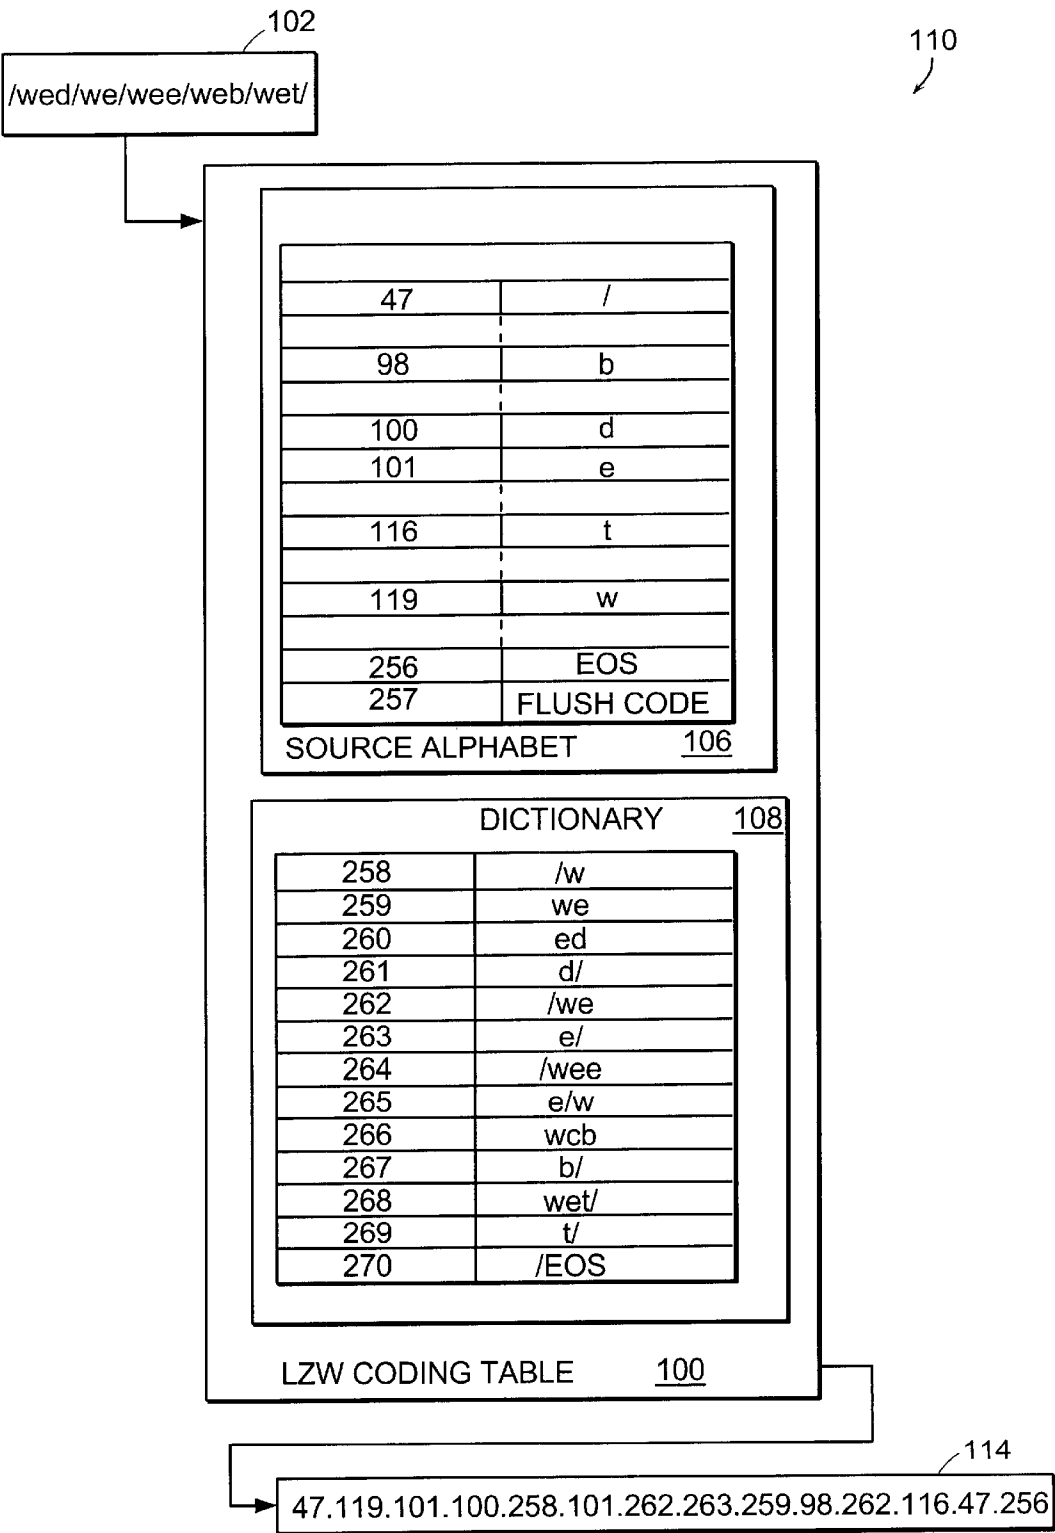 102
110
/wed/we/wee/web/wet/
47 /
98 b
100 d
101 e
116 t
119 w
256 EOS
257 FLUSH CODE
SOURCE ALPHABET 106
DICTIONARY 108
258 /w
259 we
260 ed
261 d/
262 /we
263 e/
264 /wee
265 e/w
266 wcb
267 b/
268 wet/
269 t/
270 /EOS
LZW CODING TABLE 100
114
47.119.101.100.258.101.262.263.259.98.262.116.47.256